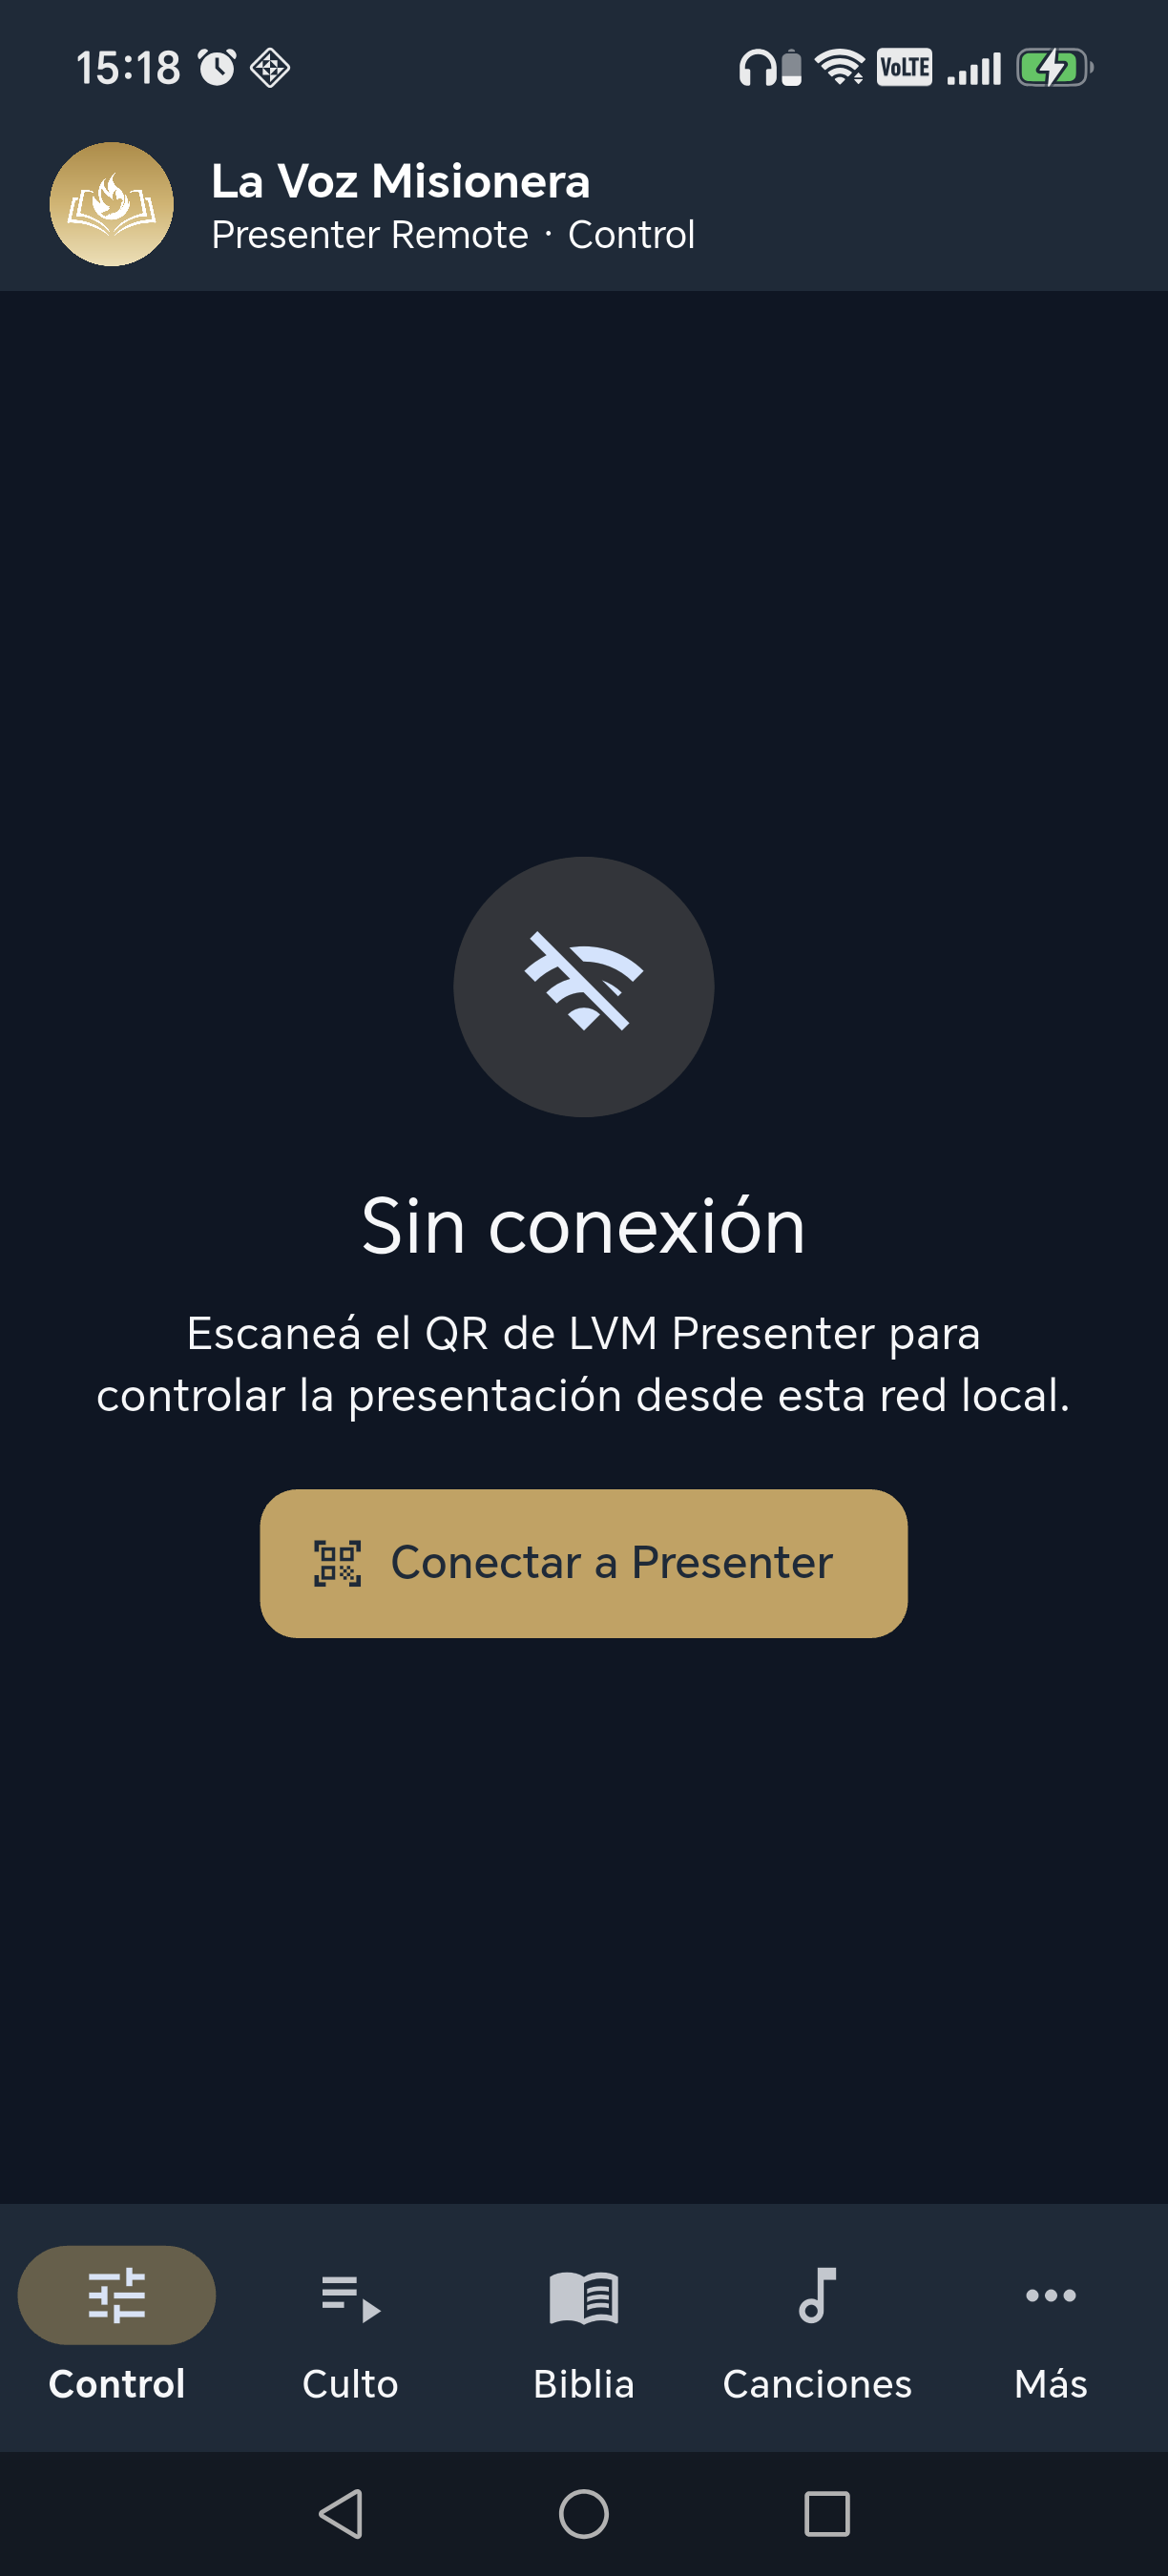 15:18
VoLTE
La Voz Misionera
Presenter Remote · Control
Sin conexión
Escaneá el QR de LVM Presenter para
controlar la presentación desde esta red local.
Conectar a Presenter
Control
Culto
Biblia
Canciones
Más